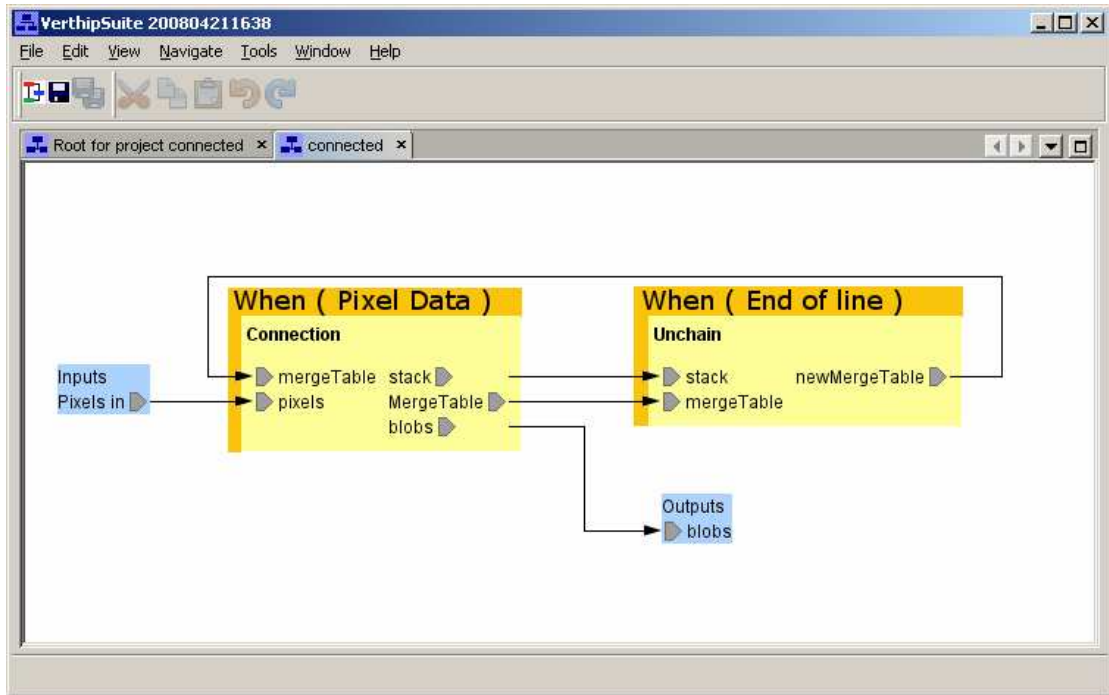 VerthipSuite 200804211638
File Edit View Navigate Tools Window Help
Root for project connected × connected ×
When ( Pixel Data )
Connection
mergeTable stack
pixels MergeTable
blobs
When ( End of line )
Unchain
stack newMergeTable
mergeTable
Inputs
Pixels in
Outputs
blobs